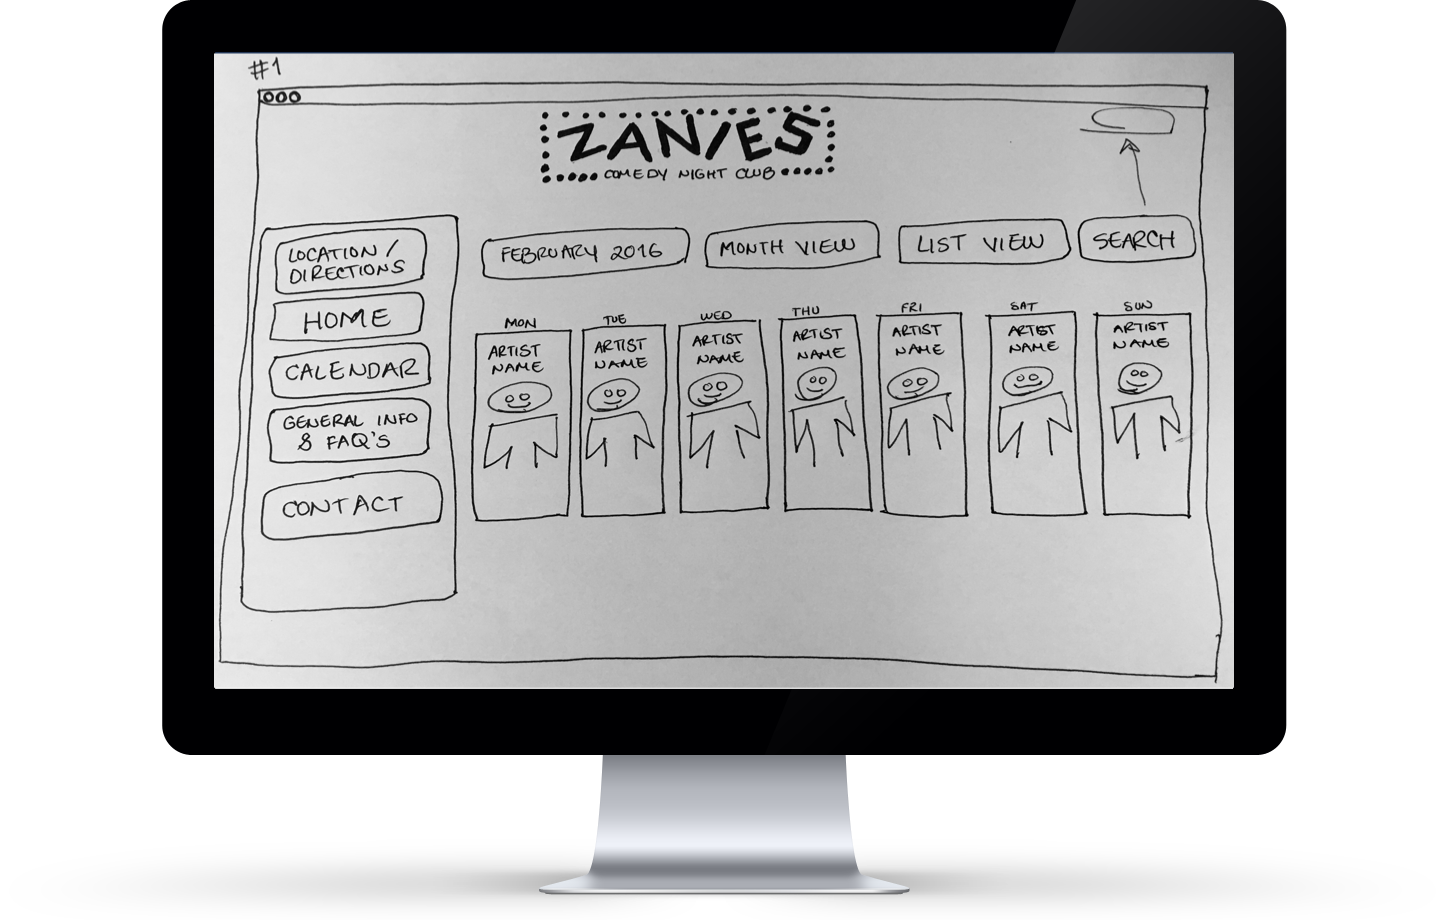 #1
ZANIES
COMEDY NIGHT CLUB
LOCATION /
DIRECTIONS
HOME
CALENDAR
GENERAL INFO
& FAQ'S
CONTACT
FEBRUARY 2016
MONTH VIEW
LIST VIEW
SEARCH
MON
ARTIST
NAME
TUE
ARTIST
NAME
WED
ARTIST
NAME
THU
ARTIST
NAME
FRI
ARTIST
NAME
SAT
ARTIST
NAME
SUN
ARTIST
NAME